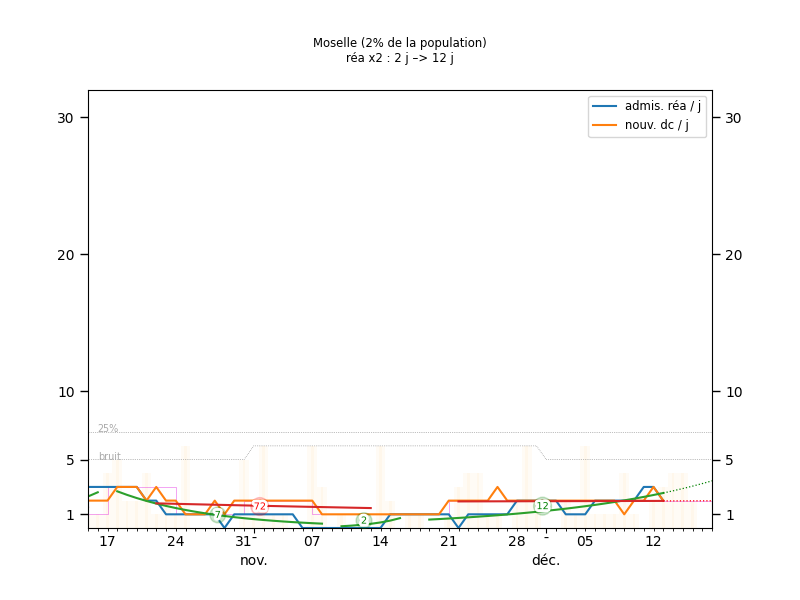 Moselle (2% de la population)
réa x2 : 2 j –> 12 j
admis. réa / j
nouv. dc / j
30 30
20 20
10 10
25%
bruit
5 5
72
12
7
2
1 1
17 24 31 07 14 21 28 05 12
nov. déc.